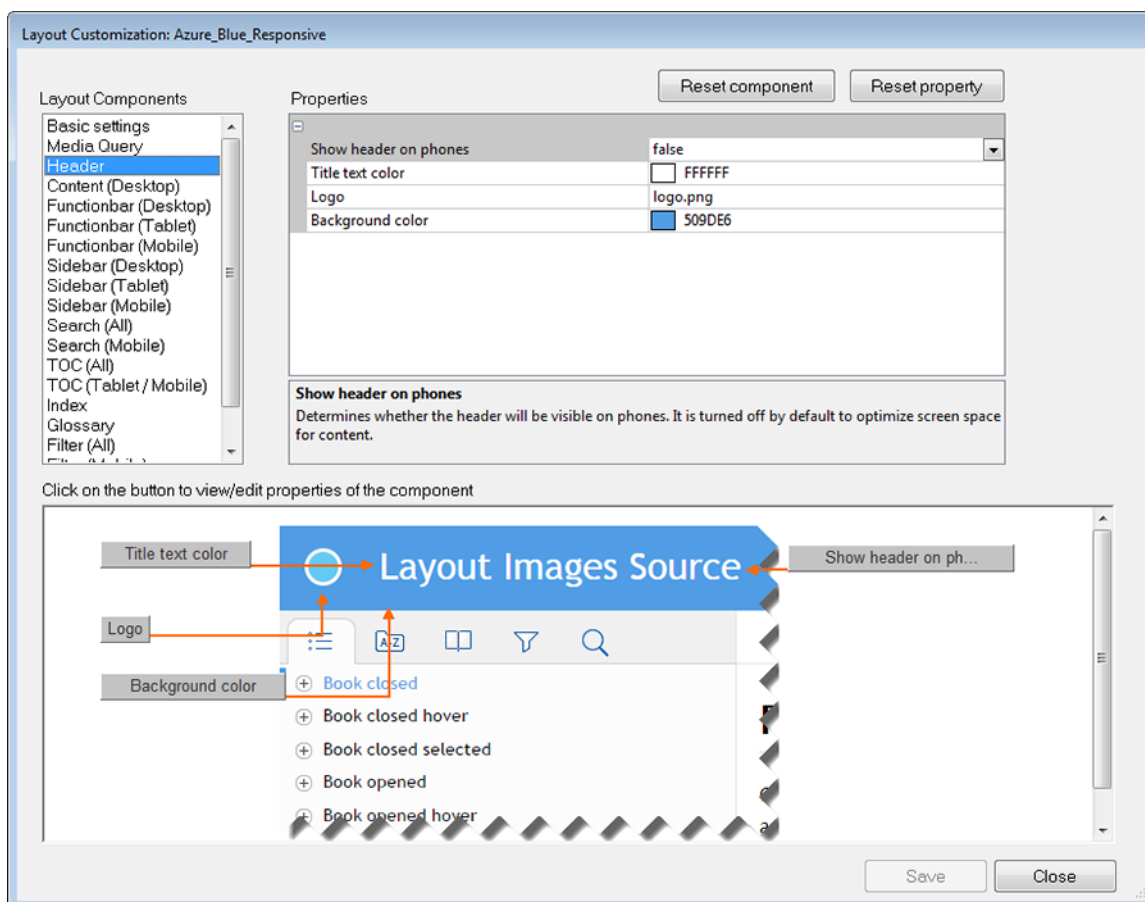 Layout Customization: Azure_Blue_Responsive
Reset component
Reset property
Layout Components
Properties
Basic settings
Media Query
Header
Content (Desktop)
Functionbar (Desktop)
Functionbar (Tablet)
Functionbar (Mobile)
Sidebar (Desktop)
Sidebar (Tablet)
Sidebar (Mobile)
Search (All)
Search (Mobile)
TOC (All)
TOC (Tablet / Mobile)
Index
Glossary
Filter (All)
Show header on phones false
Title text color FFFFFF
Logo logo.png
Background color 509DE6
Show header on phones
Determines whether the header will be visible on phones. It is turned off by default to optimize screen space
for content.
Click on the button to view/edit properties of the component
Title text color
Layout Images Source
Show header on ph...
Logo
A-Z
Background color
Book closed
Book closed hover
Book closed selected
Book opened
Book opened hover
Save
Close